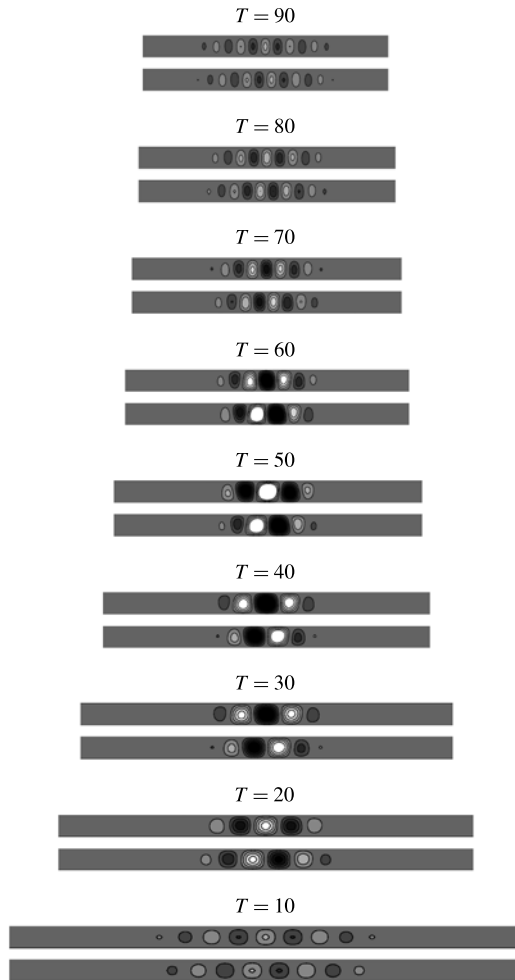 T = 90
T = 80
T = 70
T = 60
T = 50
T = 40
T = 30
T = 20
T = 10